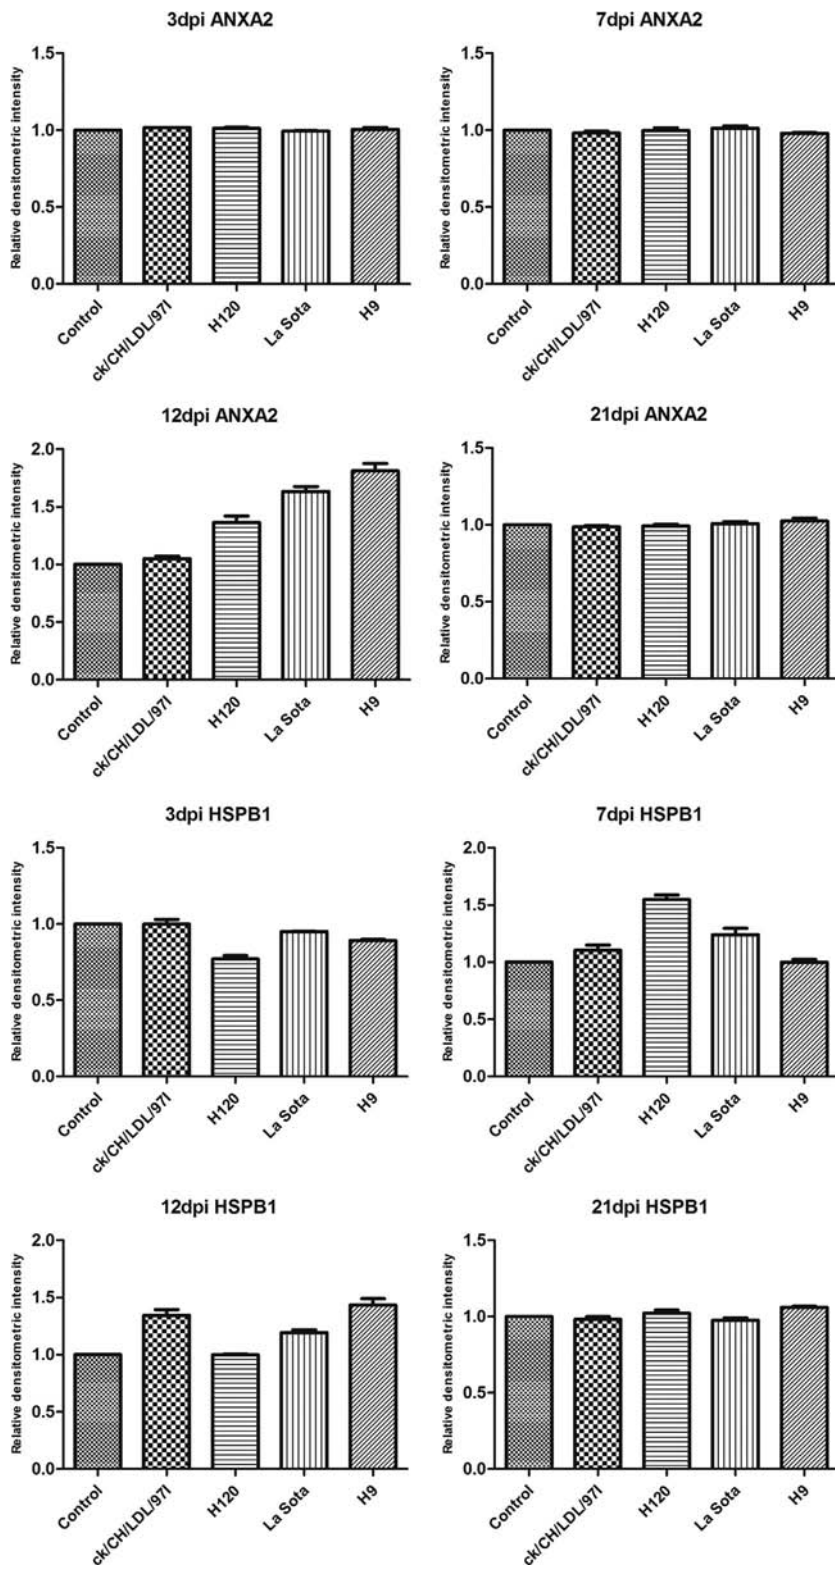 3dpi ANXA2
Relative densitometric intensity
1.5
1.0
0.5
0.0
Control
ck/CH/LDL/97I
H120
La Sota
H9
7dpi ANXA2
Relative densitometric intensity
1.5
1.0
0.5
0.0
Control
ck/CH/LDL/97I
H120
La Sota
H9
12dpi ANXA2
Relative densitometric intensity
2.0
1.5
1.0
0.5
0.0
Control
ck/CH/LDL/97I
H120
La Sota
H9
21dpi ANXA2
Relative densitometric intensity
1.5
1.0
0.5
0.0
Control
ck/CH/LDL/97I
H120
La Sota
H9
3dpi HSPB1
Relative densitometric intensity
1.5
1.0
0.5
0.0
Control
ck/CH/LDL/97I
H120
La Sota
H9
7dpi HSPB1
Relative densitometric intensity
2.0
1.5
1.0
0.5
0.0
Control
ck/CH/LDL/97I
H120
La Sota
H9
12dpi HSPB1
Relative densitometric intensity
2.0
1.5
1.0
0.5
0.0
Control
ck/CH/LDL/97I
H120
La Sota
H9
21dpi HSPB1
Relative densitometric intensity
1.5
1.0
0.5
0.0
Control
ck/CH/LDL/97I
H120
La Sota
H9